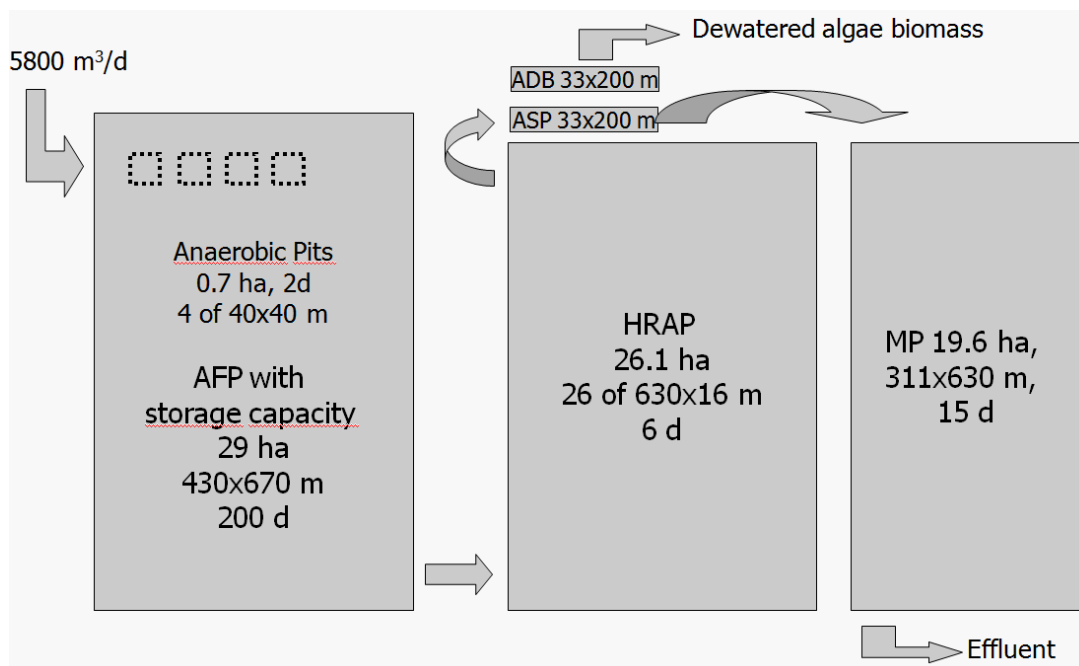 5800 m³/d
Dewatered algae biomass
ADB 33x200 m
ASP 33x200 m
Anaerobic Pits
0.7 ha, 2d
4 of 40x40 m
AFP with
storage capacity
29 ha
430x670 m
200 d
HRAP
26.1 ha
26 of 630x16 m
6 d
MP 19.6 ha,
311x630 m,
15 d
Effluent